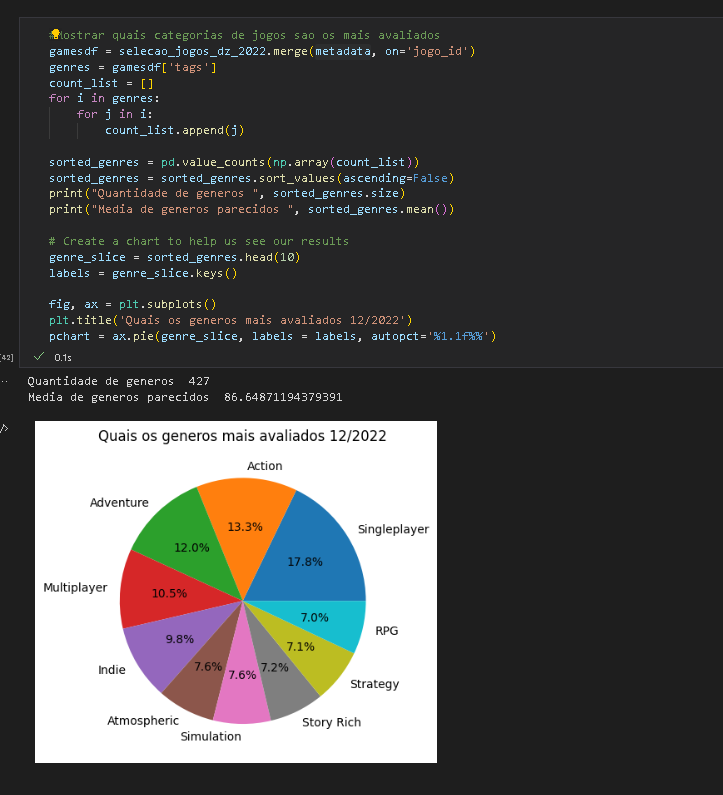 #Mostrar quais categorias de jogos sao os mais avaliados
gamesdf = selecao_jogos_dz_2022.merge(metadata, on='jogo_id')
genres = gamesdf['tags']
count_list = []
for i in genres:
for j in i:
count_list.append(j)
sorted_genres = pd.value_counts(np.array(count_list))
sorted_genres = sorted_genres.sort_values(ascending=False)
print("Quantidade de generos ", sorted_genres.size)
print("Media de generos parecidos ", sorted_genres.mean())
# Create a chart to help us see our results
genre_slice = sorted_genres.head(10)
labels = genre_slice.keys()
fig, ax = plt.subplots()
plt.title('Quais os generos mais avaliados 12/2022')
pchart = ax.pie(genre_slice, labels = labels, autopct='%1.1f%%')
[42]
0.1s
Quantidade de generos  427
Media de generos parecidos  86.64871194379391
Quais os generos mais avaliados 12/2022
Action
Adventure
13.3%
Singleplayer
12.0%
17.8%
Multiplayer
10.5%
7.0%
RPG
9.8%
7.1%
7.6%
7.6%
7.2%
Indie
Strategy
Atmospheric
Story Rich
Simulation